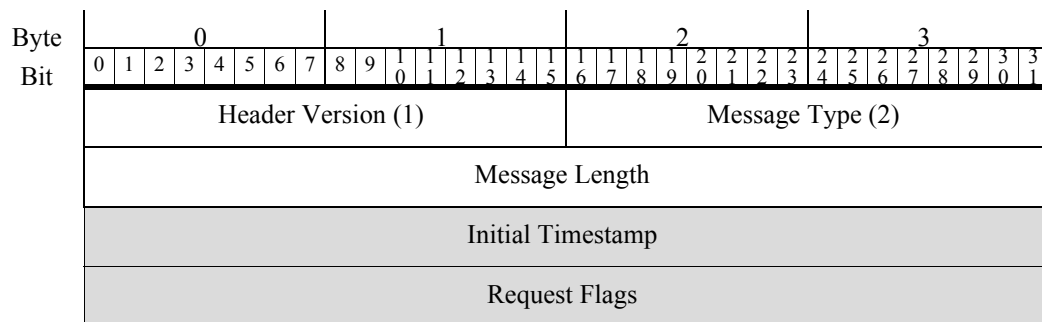 Byte 0 1 2 3
Bit 0 1 2 3 4 5 6 7 8 9 10 11 12 13 14 15 16 17 18 19 20 21 22 23 24 25 26 27 28 29 30 31
Header Version (1) Message Type (2)
Message Length
Initial Timestamp
Request Flags